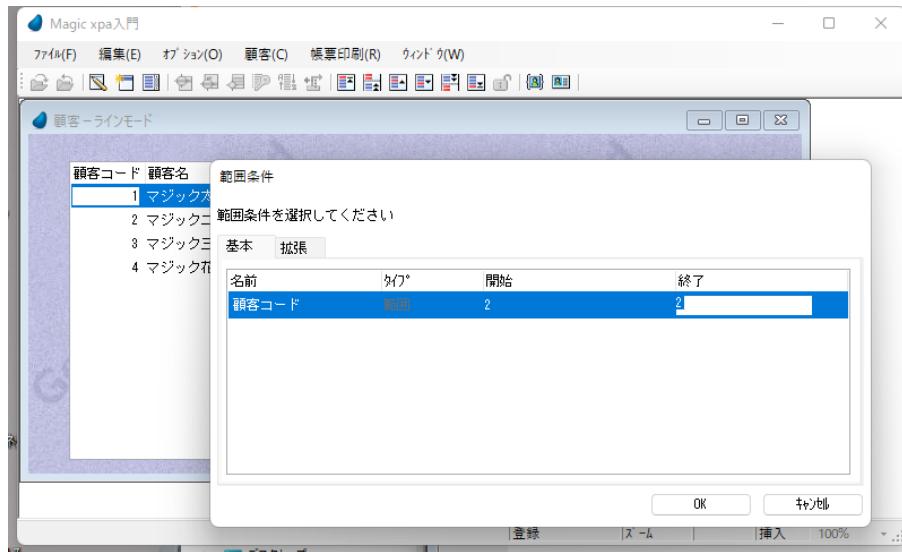 Magic xpa入門
ﾌｧｲﾙ(F) 編集(E) ｵﾌﾟｼｮﾝ(O) 顧客(C) 帳票印刷(R) ｳｨﾝﾄﾞｳ(W)
顧客－ラインモード
顧客コード 顧客名
1 マジック太
2 マジック二
3 マジック三
4 マジック花
範囲条件
範囲条件を選択してください
基本 拡張
名前 ﾀｲﾌﾟ 開始 終了
顧客コード 範囲 2 2
OK ｷｬﾝｾﾙ
登録 ｽﾞｰﾑ 挿入 100%